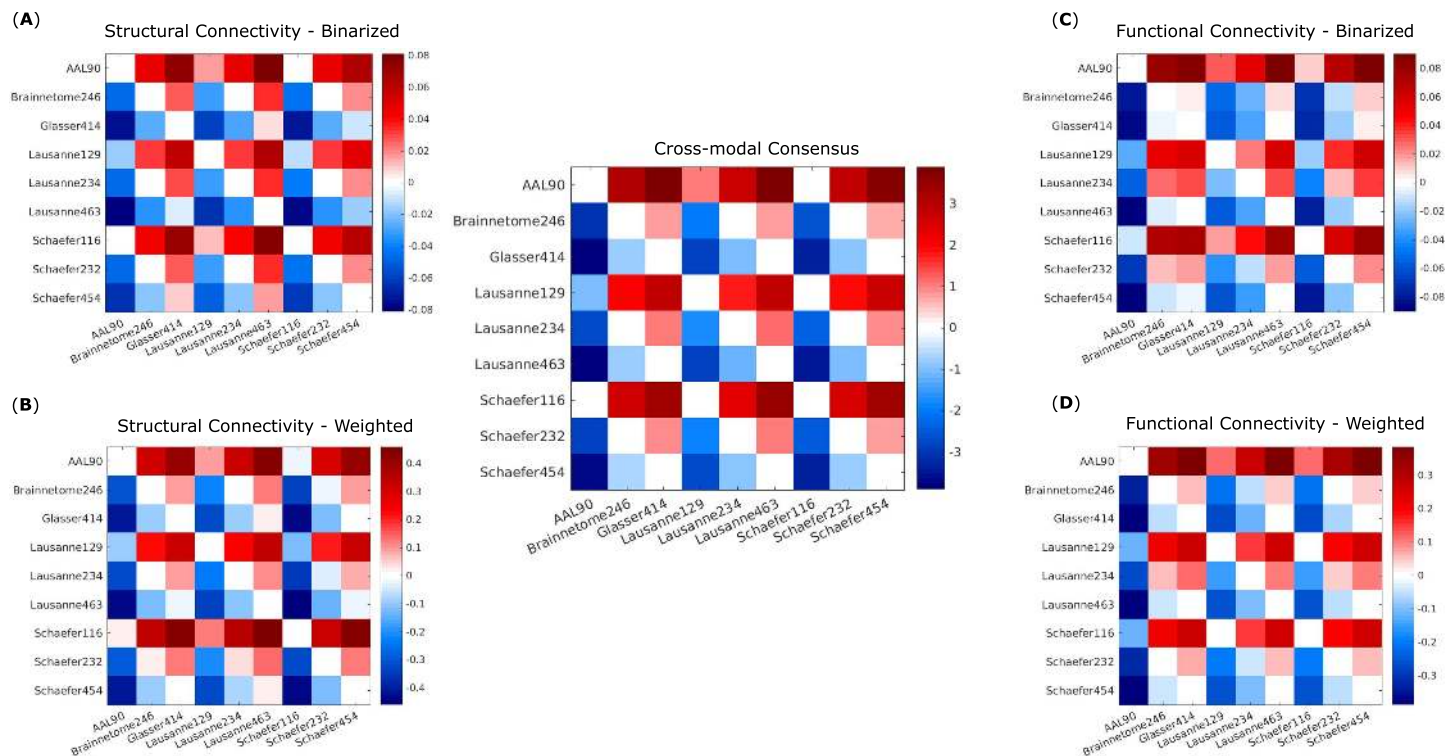 (A)
Structural Connectivity - Binarized
AAL90
Brainnetome246
Glasser414
Lausanne129
Lausanne234
Lausanne463
Schaefer116
Schaefer232
Schaefer454
AAL90
Brainnetome246
Glasser414
Lausanne129
Lausanne234
Lausanne463
Schaefer116
Schaefer232
Schaefer454
0.08
0.06
0.04
0.02
0
-0.02
-0.04
-0.06
-0.08
(B)
Structural Connectivity - Weighted
AAL90
Brainnetome246
Glasser414
Lausanne129
Lausanne234
Lausanne463
Schaefer116
Schaefer232
Schaefer454
AAL90
Brainnetome246
Glasser414
Lausanne129
Lausanne234
Lausanne463
Schaefer116
Schaefer232
Schaefer454
0.4
0.3
0.2
0.1
0
-0.1
-0.2
-0.3
-0.4
Cross-modal Consensus
AAL90
Brainnetome246
Glasser414
Lausanne129
Lausanne234
Lausanne463
Schaefer116
Schaefer232
Schaefer454
AAL90
Brainnetome246
Glasser414
Lausanne129
Lausanne234
Lausanne463
Schaefer116
Schaefer232
Schaefer454
3
2
1
0
-1
-2
-3
(C)
Functional Connectivity - Binarized
AAL90
Brainnetome246
Glasser414
Lausanne129
Lausanne234
Lausanne463
Schaefer116
Schaefer232
Schaefer454
AAL90
Brainnetome246
Glasser414
Lausanne129
Lausanne234
Lausanne463
Schaefer116
Schaefer232
Schaefer454
0.08
0.06
0.04
0.02
0
-0.02
-0.04
-0.06
-0.08
(D)
Functional Connectivity - Weighted
AAL90
Brainnetome246
Glasser414
Lausanne129
Lausanne234
Lausanne463
Schaefer116
Schaefer232
Schaefer454
AAL90
Brainnetome246
Glasser414
Lausanne129
Lausanne234
Lausanne463
Schaefer116
Schaefer232
Schaefer454
0.3
0.2
0.1
0
-0.1
-0.2
-0.3